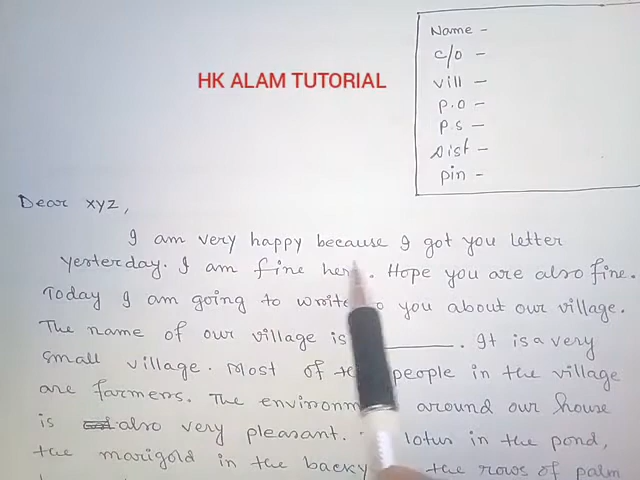 Name -
c/o -
vill -
p.o -
p.s -
Dist -
pin -
HK ALAM TUTORIAL
Dear xyz,
I am very happy because I got you letter
yesterday. I am fine here. Hope you are also fine.
Today I am going to write to you about our village.
The name of our village is ________. It is a very
small village. Most of the people in the village
are farmers. The environm around our house
is also very pleasant. lotus in the pond,
the marigold in the backy the rows of palm